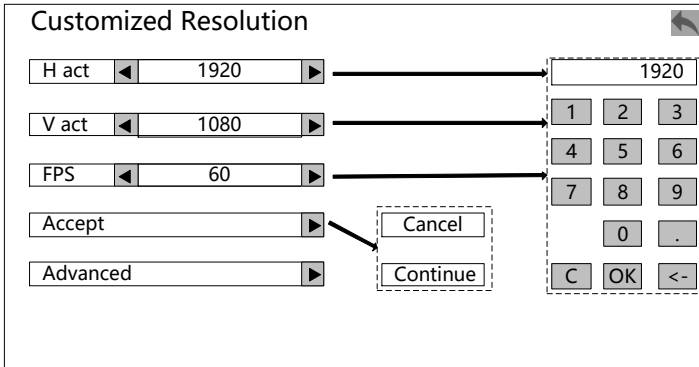 Customized Resolution
H act 1920
V act 1080
FPS 60
Accept
Advanced
Cancel
Continue
1920
1 2 3
4 5 6
7 8 9
0 .
C OK <-